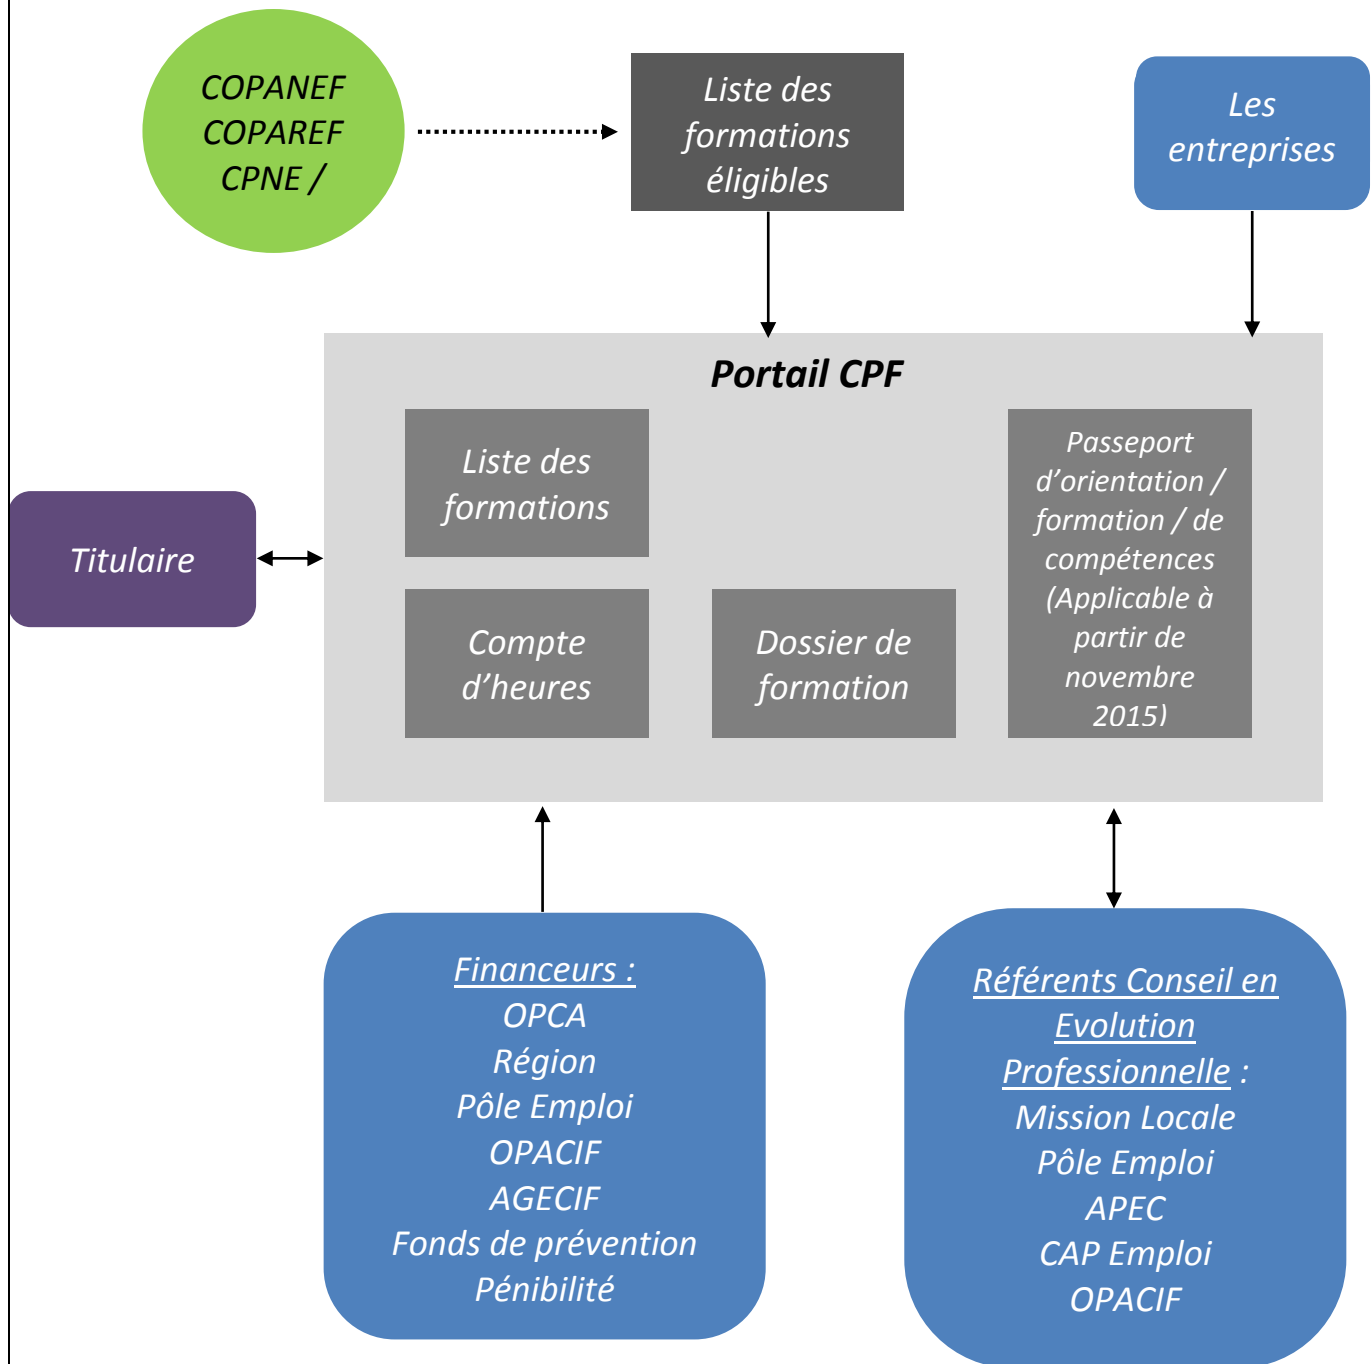 COPANEF
COPAREF
CPNE /
Liste des
formations
éligibles
Les
entreprises
Portail CPF
Liste des
formations
Passeport
d’orientation /
formation / de
compétences
(Applicable à
partir de
novembre
2015)
Titulaire
Compte
d’heures
Dossier de
formation
Financeurs :
OPCA
Région
Pôle Emploi
OPACIF
AGECIF
Fonds de prévention
Pénibilité
Référents Conseil en
Evolution
Professionnelle :
Mission Locale
Pôle Emploi
APEC
CAP Emploi
OPACIF